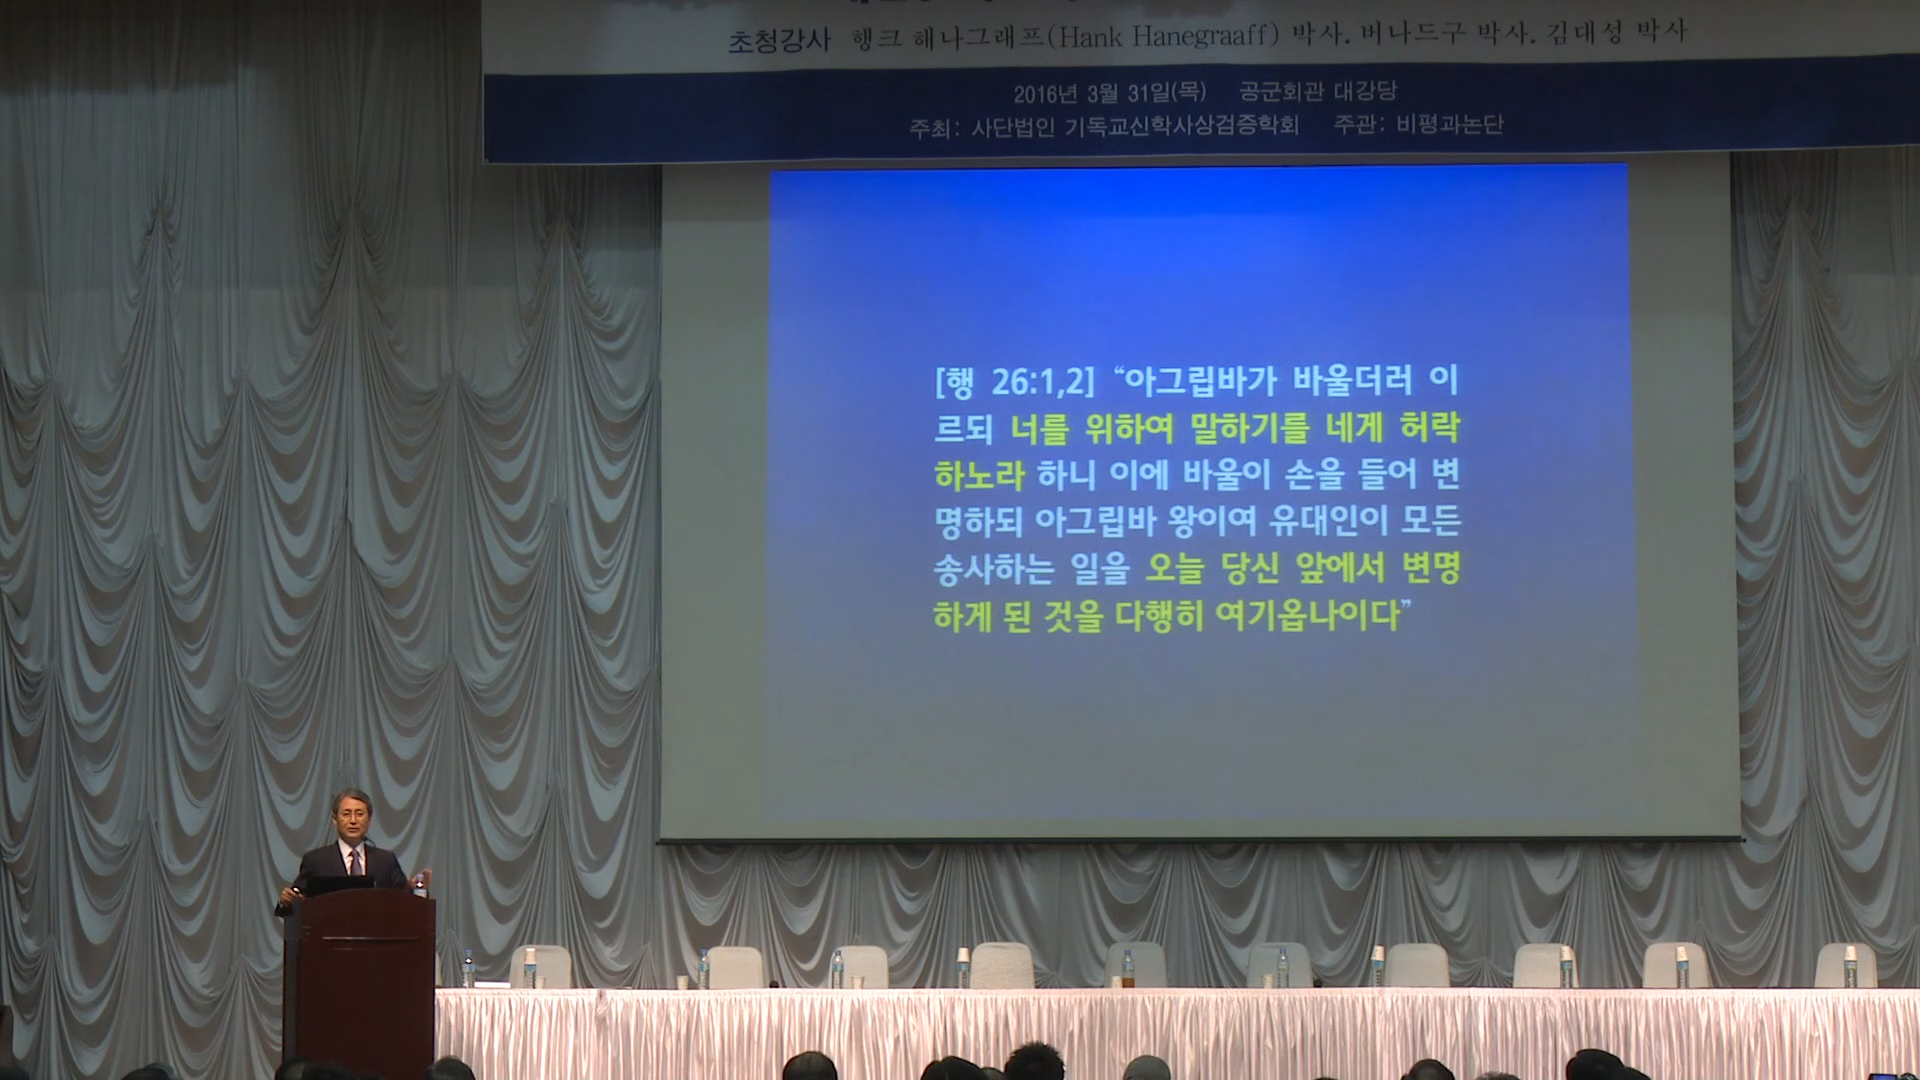 초청강사 행크 해나그래프(Hank Hanegraaff) 박사. 버나드구 박사. 김대성 박사
2016년 3월 31일(목) 공군회관 대강당
주최: 사단법인 기독교신학사상검증학회 주관: 비평과논단
[행 26:1,2] “아그립바가 바울더러 이
르되 너를 위하여 말하기를 네게 허락
하노라 하니 이에 바울이 손을 들어 변
명하되 아그립바 왕이여 유대인이 모든
송사하는 일을 오늘 당신 앞에서 변명
하게 된 것을 다행히 여기옵나이다”